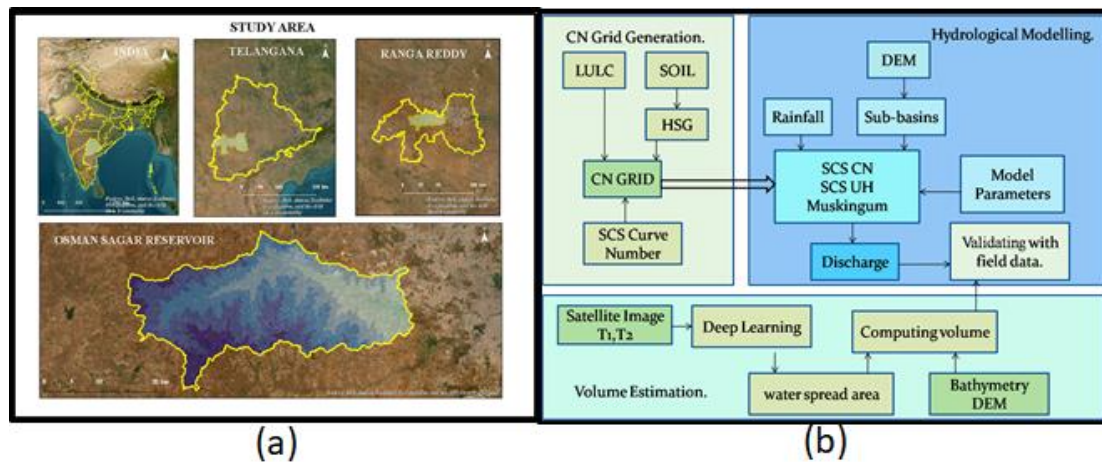 STUDY AREA
INDIA
TELANGANA
RANGA REDDY
OSMAN SAGAR RESERVOIR
(a)
CN Grid Generation.
LULC
SOIL
HSG
CN GRID
SCS Curve
Number
Hydrological Modelling.
DEM
Rainfall
Sub-basins
SCS CN
SCS UH
Muskingum
Model
Parameters
Discharge
Validating with
field data.
Satellite Image
T1,T2
Deep Learning
Computing volume
Volume Estimation.
water spread area
Bathymetry
DEM
(b)